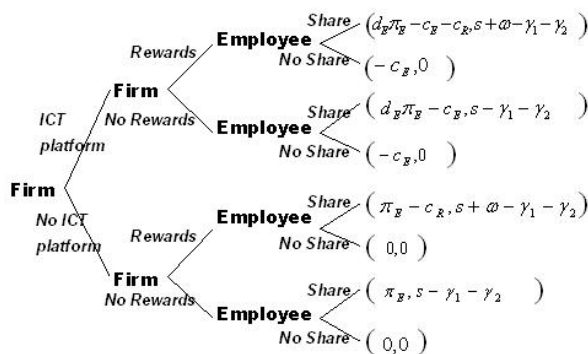 Share (d_E π_E − c_E − c_R, s + ϖ − γ_1 − γ_2)
Rewards Employee
No Share (− c_E, 0)
Firm
ICT platform
No Rewards Employee
Share (d_E π_E − c_E, s − γ_1 − γ_2)
No Share (− c_E, 0)
Firm
No ICT platform
Rewards Employee
Share (π_E − c_R, s + ϖ − γ_1 − γ_2)
No Share (0,0)
Firm
No Rewards Employee
Share (π_E, s − γ_1 − γ_2)
No Share (0,0)